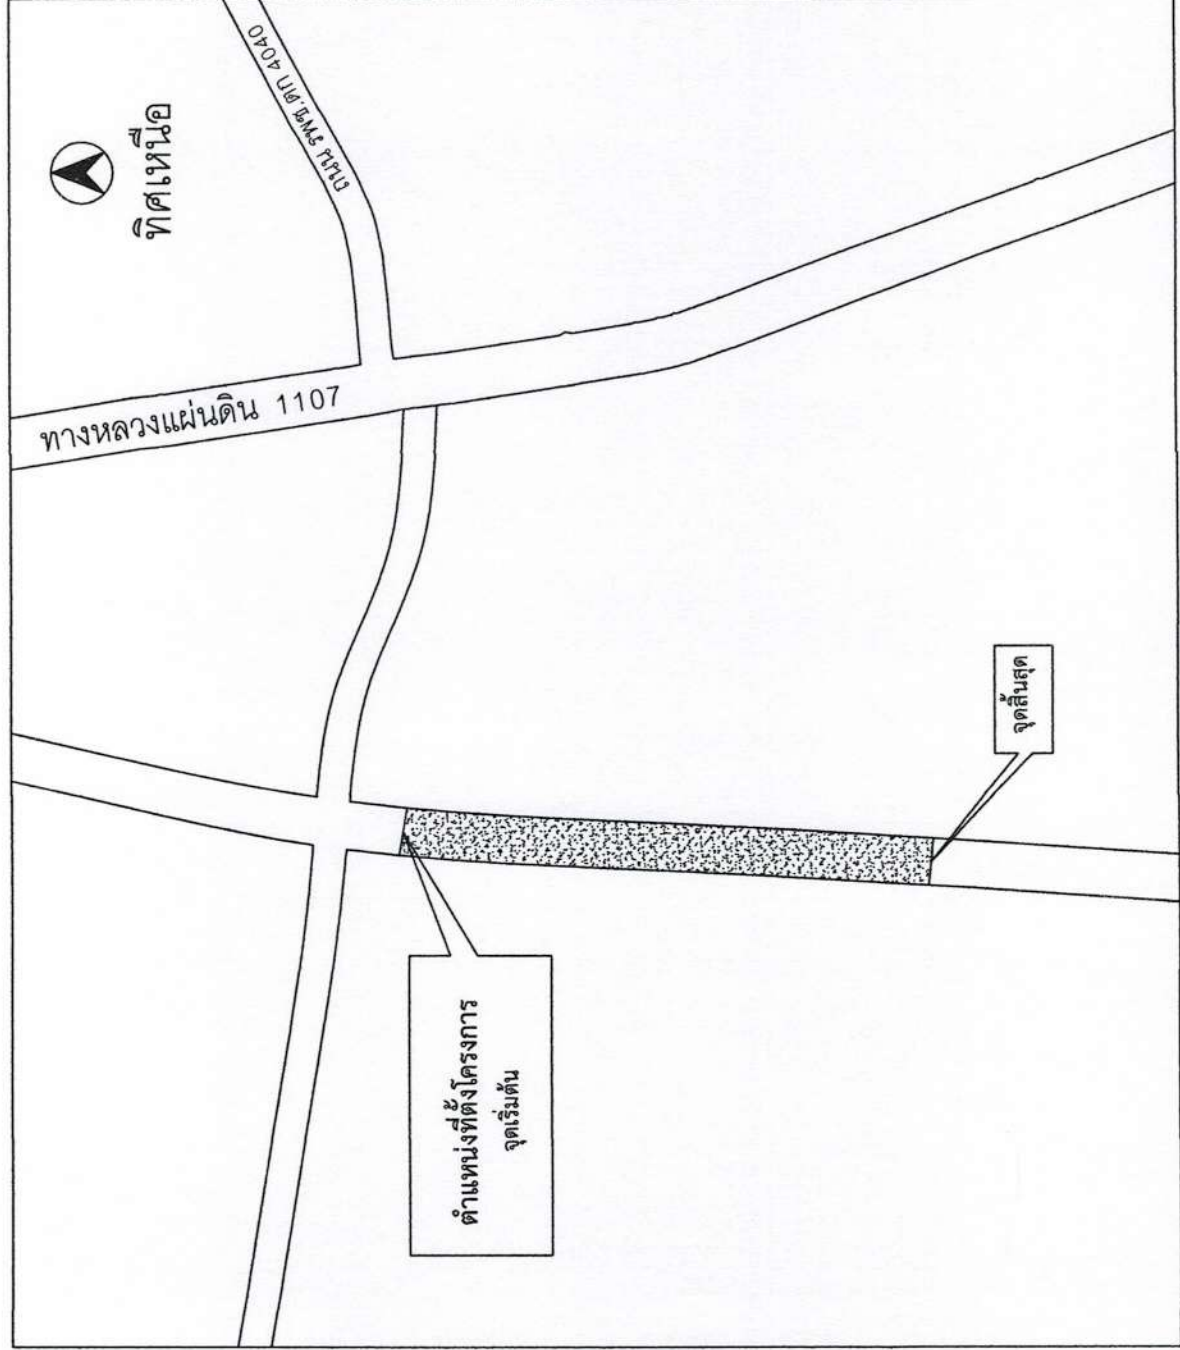 ทิศเหนือ
ถนน รพช.ตก 4040
ทางหลวงแผ่นดิน 1107
จุดสิ้นสุด
ตำแหน่งที่ตั้งโครงการ
จุดเริ่มต้น